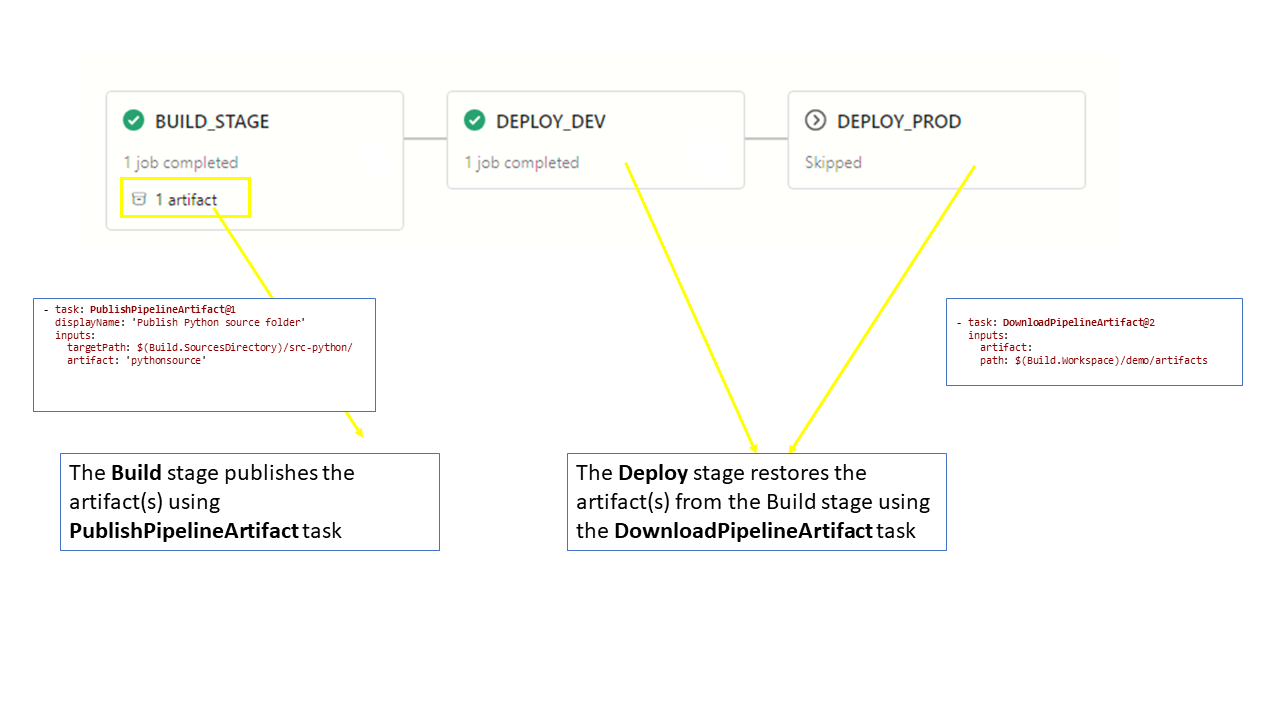 BUILD_STAGE
1 job completed
1 artifact
DEPLOY_DEV
1 job completed
DEPLOY_PROD
Skipped
- task: PublishPipelineArtifact@1
displayName: 'Publish Python source folder'
inputs:
targetPath: $(Build.SourcesDirectory)/src-python/
artifact: 'pythonsource'
- task: DownloadPipelineArtifact@2
inputs:
artifact:
path: $(Build.Workspace)/demo/artifacts
The Build stage publishes the
artifact(s) using
PublishPipelineArtifact task
The Deploy stage restores the
artifact(s) from the Build stage using
the DownloadPipelineArtifact task